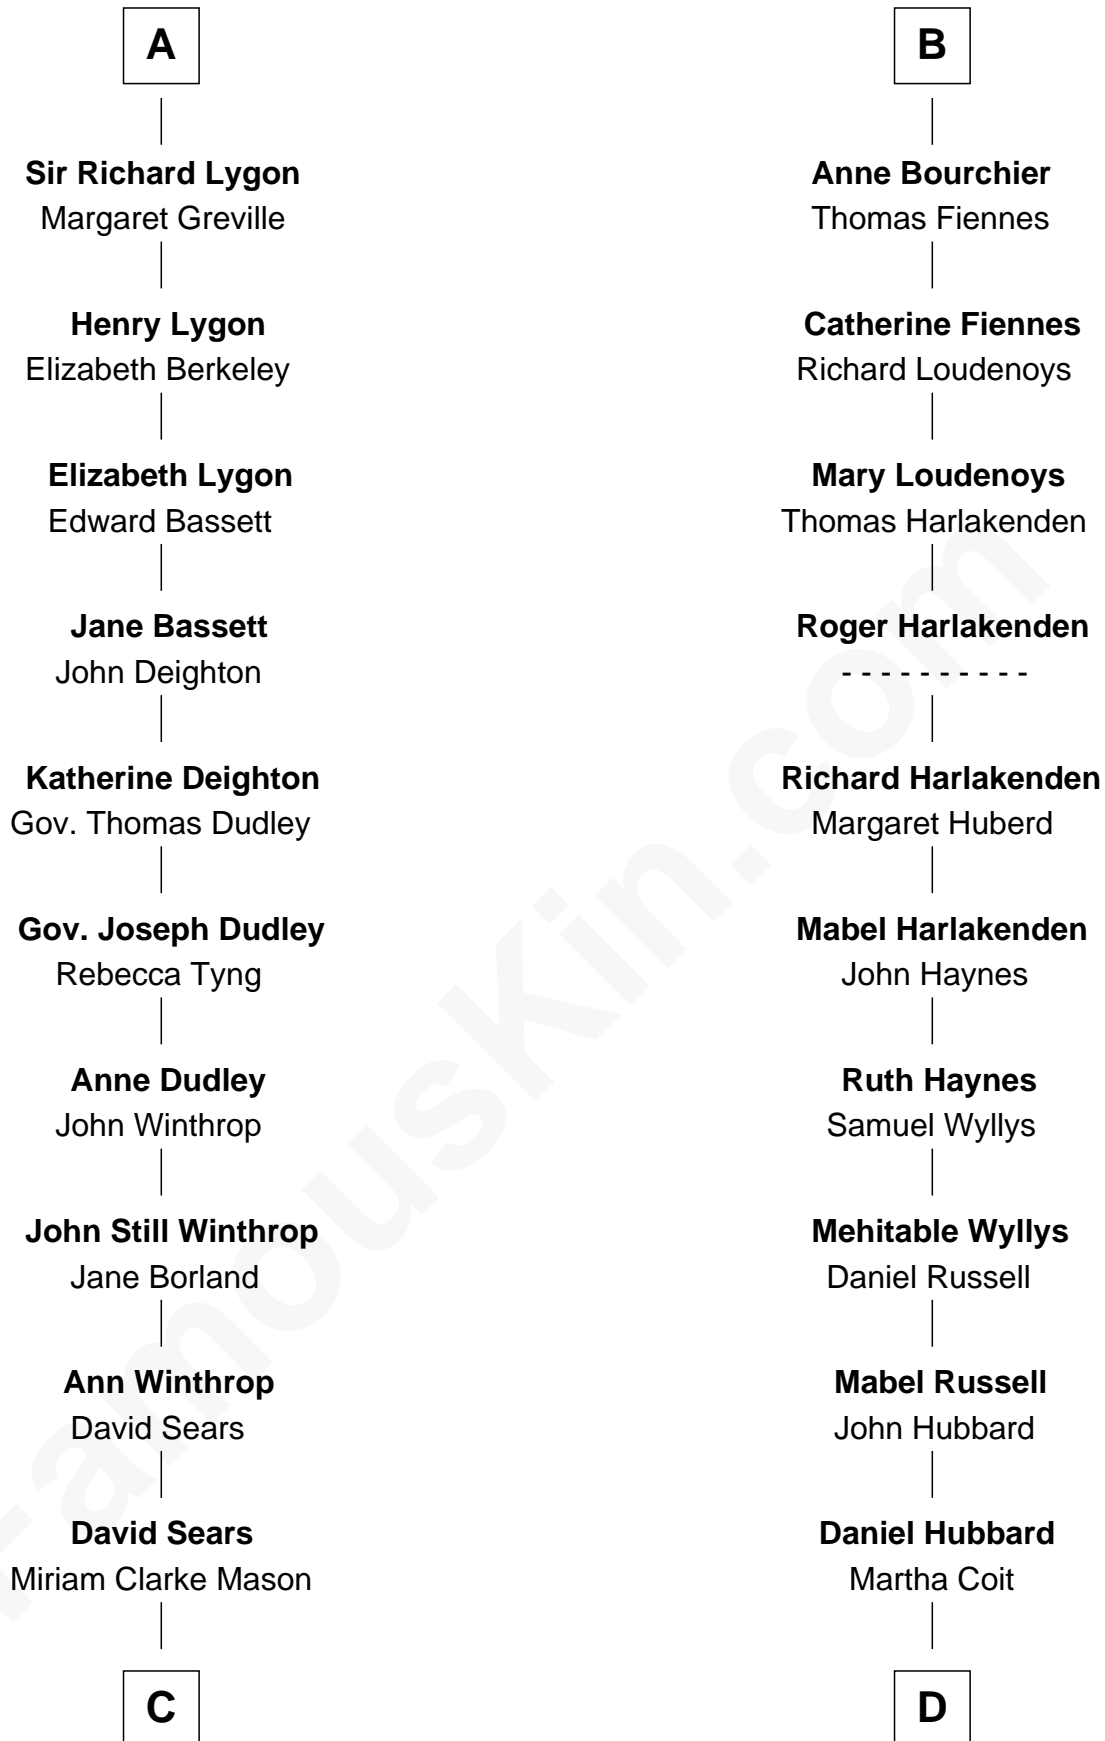 A
Sir Richard Lygon
Margaret Greville
Henry Lygon
Elizabeth Berkeley
Elizabeth Lygon
Edward Bassett
Jane Bassett
John Deighton
Katherine Deighton
Gov. Thomas Dudley
Gov. Joseph Dudley
Rebecca Tyng
Anne Dudley
John Winthrop
John Still Winthrop
Jane Borland
Ann Winthrop
David Sears
David Sears
Miriam Clarke Mason
C
B
Anne Bourchier
Thomas Fiennes
Catherine Fiennes
Richard Loudenoys
Mary Loudenoys
Thomas Harlakenden
Roger Harlakenden
- - - - - - - - - -
Richard Harlakenden
Margaret Huberd
Mabel Harlakenden
John Haynes
Ruth Haynes
Samuel Wyllys
Mehitable Wyllys
Daniel Russell
Mabel Russell
John Hubbard
Daniel Hubbard
Martha Coit
D
FamousKin.com